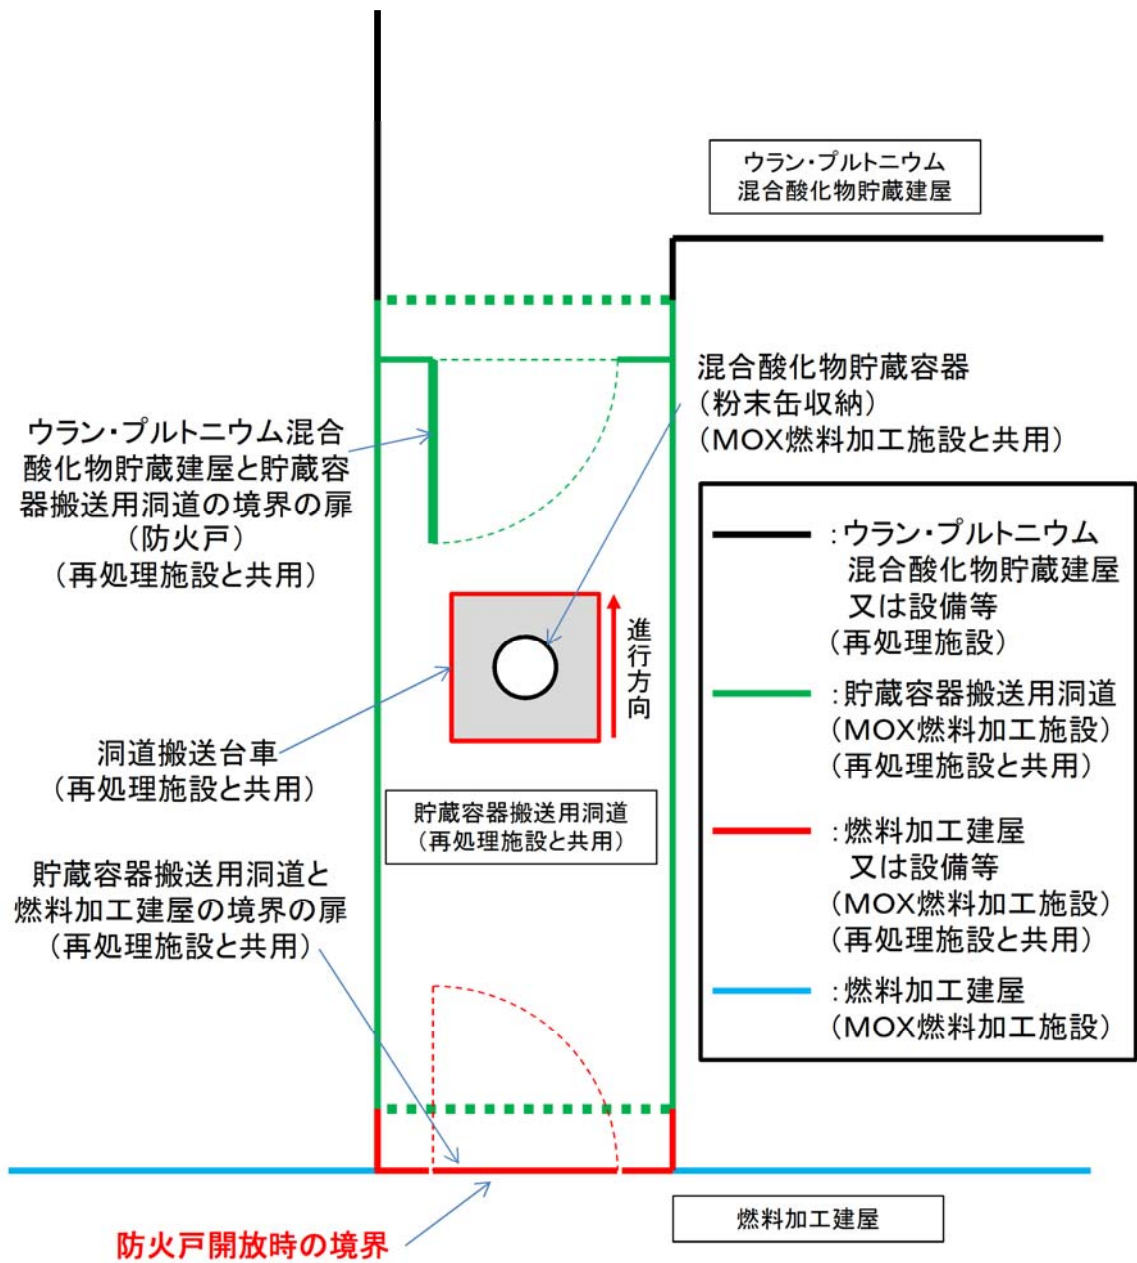 ウラン・プルトニウム
混合酸化物貯蔵建屋
混合酸化物貯蔵容器
（粉末缶収納）
（MOX燃料加工施設と共用）
ウラン・プルトニウム混合
酸化物貯蔵建屋と貯蔵容
器搬送用洞道の境界の扉
（防火戸）
（再処理施設と共用）
：ウラン・プルトニウム
混合酸化物貯蔵建屋
又は設備等
（再処理施設）
：貯蔵容器搬送用洞道
（MOX燃料加工施設）
（再処理施設と共用）
：燃料加工建屋
又は設備等
（MOX燃料加工施設）
（再処理施設と共用）
：燃料加工建屋
（MOX燃料加工施設）
進行方向
洞道搬送台車
（再処理施設と共用）
貯蔵容器搬送用洞道
（再処理施設と共用）
貯蔵容器搬送用洞道と
燃料加工建屋の境界の扉
（再処理施設と共用）
燃料加工建屋
防火戸開放時の境界